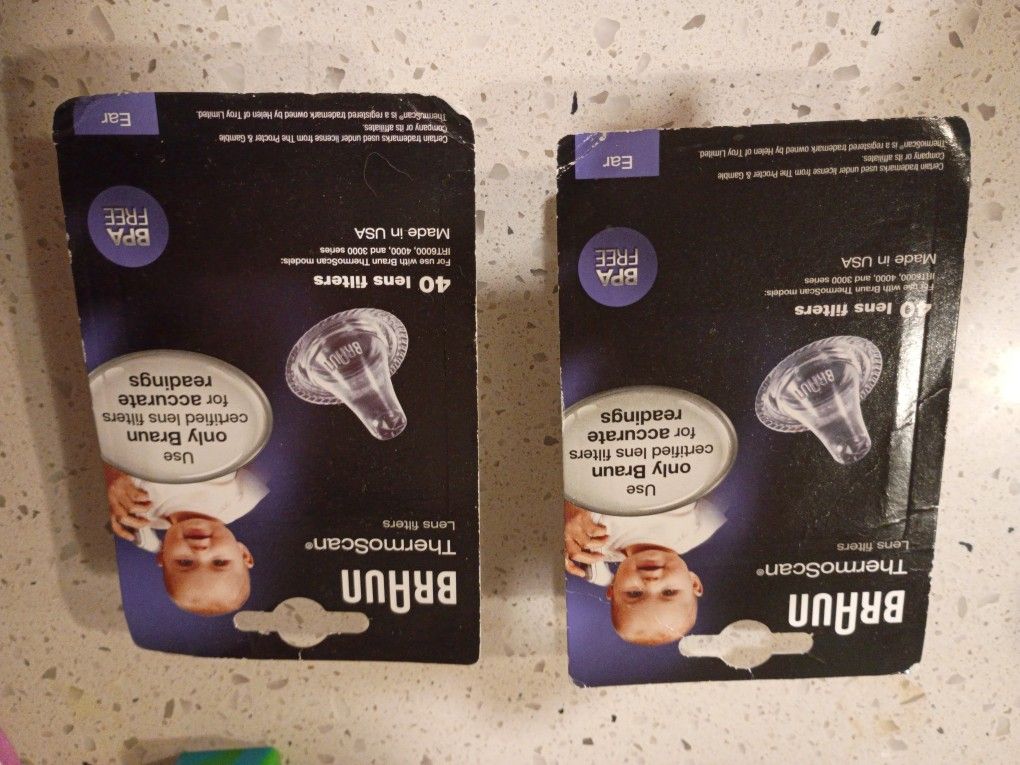 BRAUN
ThermoScan®
Lens filters
Use
only Braun
certified lens filters
for accurate
readings
BRAUN
40 lens filters
For use with Braun ThermoScan models:
IRT6000, 4000, and 3000 series
Made in USA
BPA
FREE
Certain trademarks used under license from The Procter & Gamble
Company or its affiliates.
ThermoScan® is a registered trademark owned by Helen of Troy Limited.
Ear
BRAUN
ThermoScan®
Lens filters
Use
only Braun
certified lens filters
for accurate
readings
BRAUN
40 lens filters
For use with Braun ThermoScan models:
IRT6000, 4000, and 3000 series
Made in USA
BPA
FREE
Certain trademarks used under license from The Procter & Gamble
Company or its affiliates.
ThermoScan® is a registered trademark owned by Helen of Troy Limited.
Ear